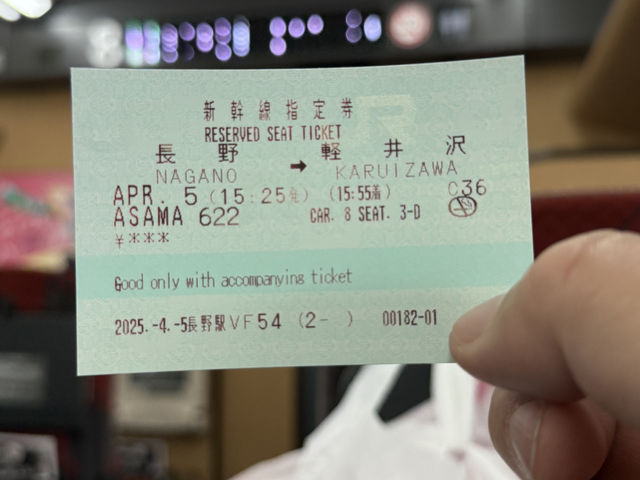 新幹線指定券
RESERVED SEAT TICKET
長野 → 軽井沢
NAGANO KARUIZAWA
APR. 5 (15:25発) (15:55着) C36
ASAMA 622 CAR. 8 SEAT. 3-D
¥***
Good only with accompanying ticket
2025.-4.-5長野駅VF54 (2- ) 00182-01